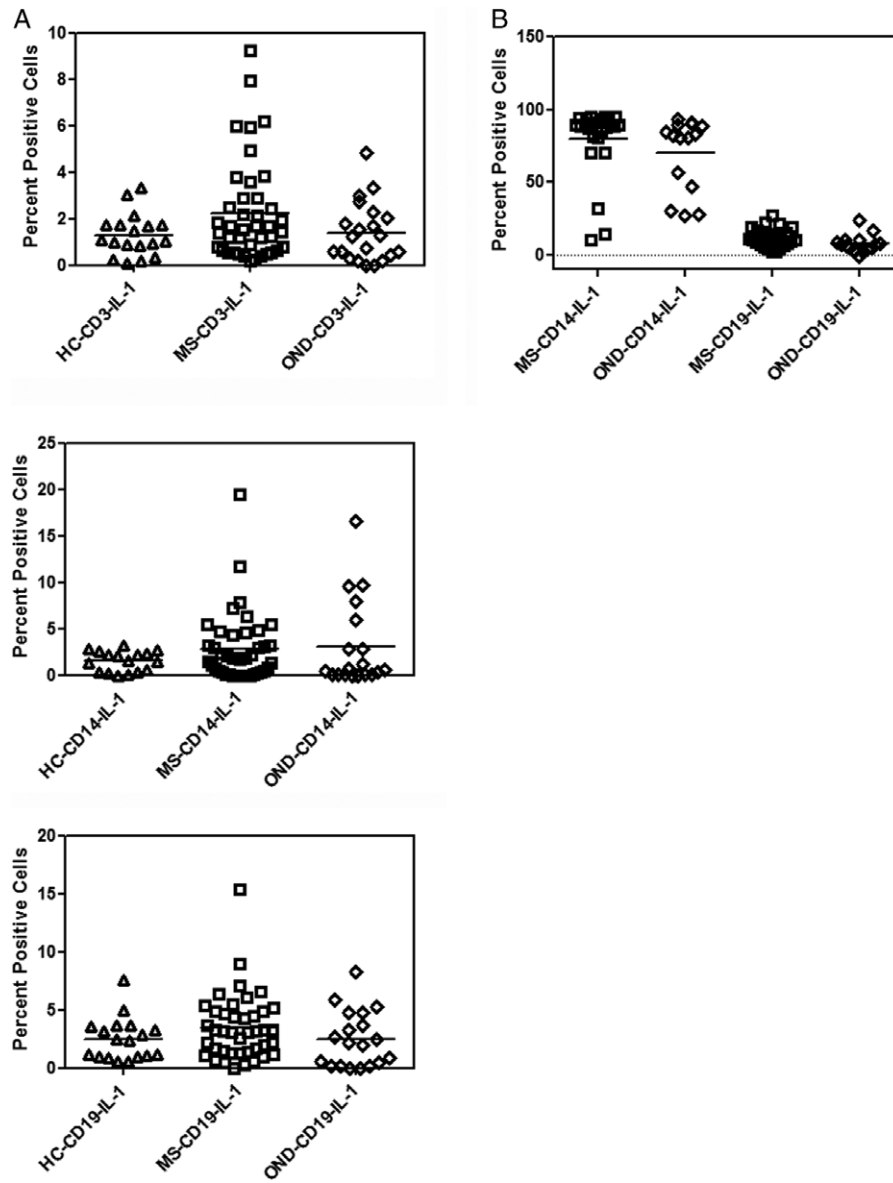 A
Percent Positive Cells
10
8
6
4
2
0
HC-CD3-IL-1
MS-CD3-IL-1
OND-CD3-IL-1
B
Percent Positive Cells
150
100
50
0
MS-CD14-IL-1
OND-CD14-IL-1
MS-CD19-IL-1
OND-CD19-IL-1
Percent Positive Cells
25
20
15
10
5
0
HC-CD14-IL-1
MS-CD14-IL-1
OND-CD14-IL-1
Percent Positive Cells
20
15
10
5
0
HC-CD19-IL-1
MS-CD19-IL-1
OND-CD19-IL-1